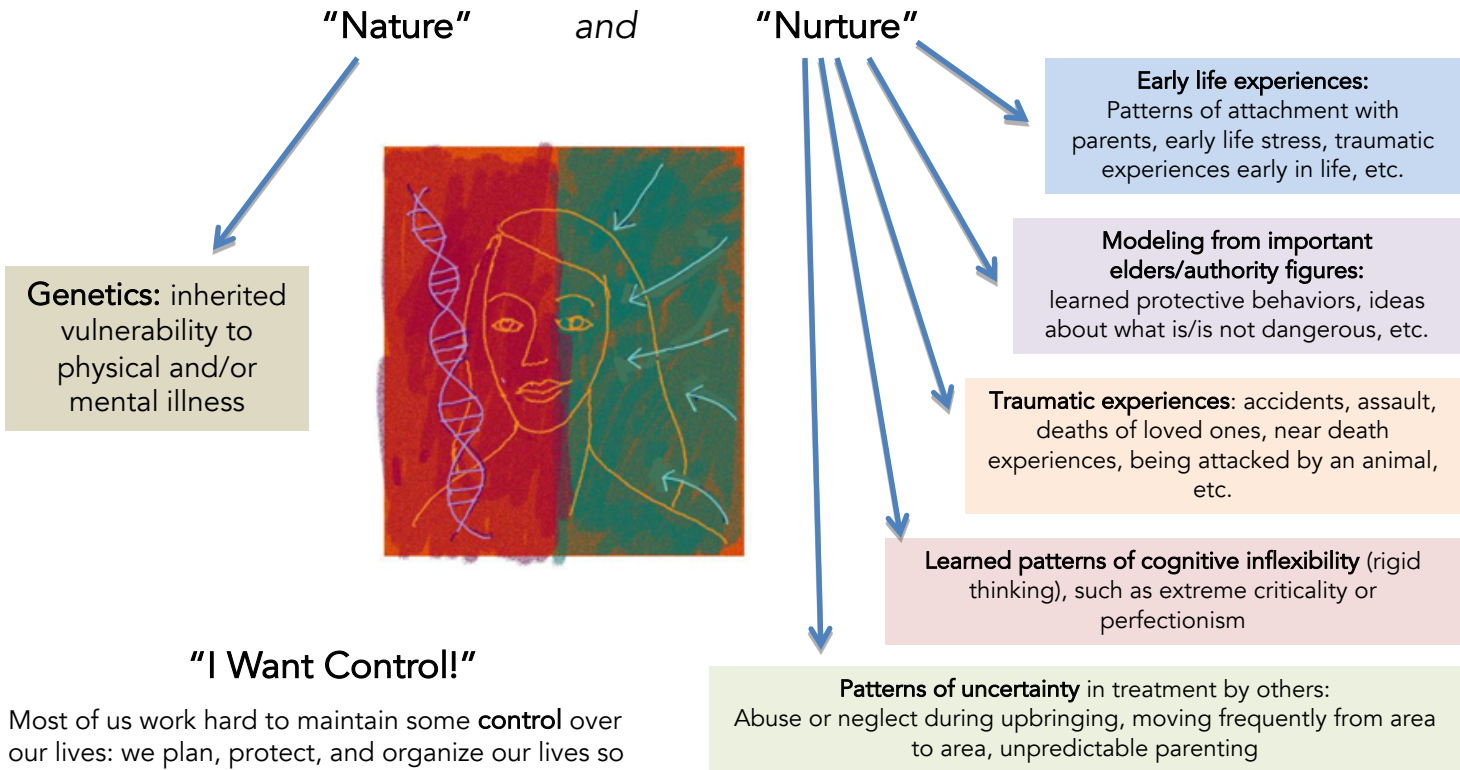 “Nature” and “Nurture”
Genetics: inherited
vulnerability to
physical and/or
mental illness
Early life experiences:
Patterns of attachment with
parents, early life stress, traumatic
experiences early in life, etc.
Modeling from important
elders/authority figures:
learned protective behaviors, ideas
about what is/is not dangerous, etc.
Traumatic experiences: accidents, assault,
deaths of loved ones, near death
experiences, being attacked by an animal,
etc.
Learned patterns of cognitive inflexibility (rigid
thinking), such as extreme criticality or
perfectionism
Patterns of uncertainty in treatment by others:
Abuse or neglect during upbringing, moving frequently from area
to area, unpredictable parenting
“I Want Control!”
Most of us work hard to maintain some control over
our lives: we plan, protect, and organize our lives so